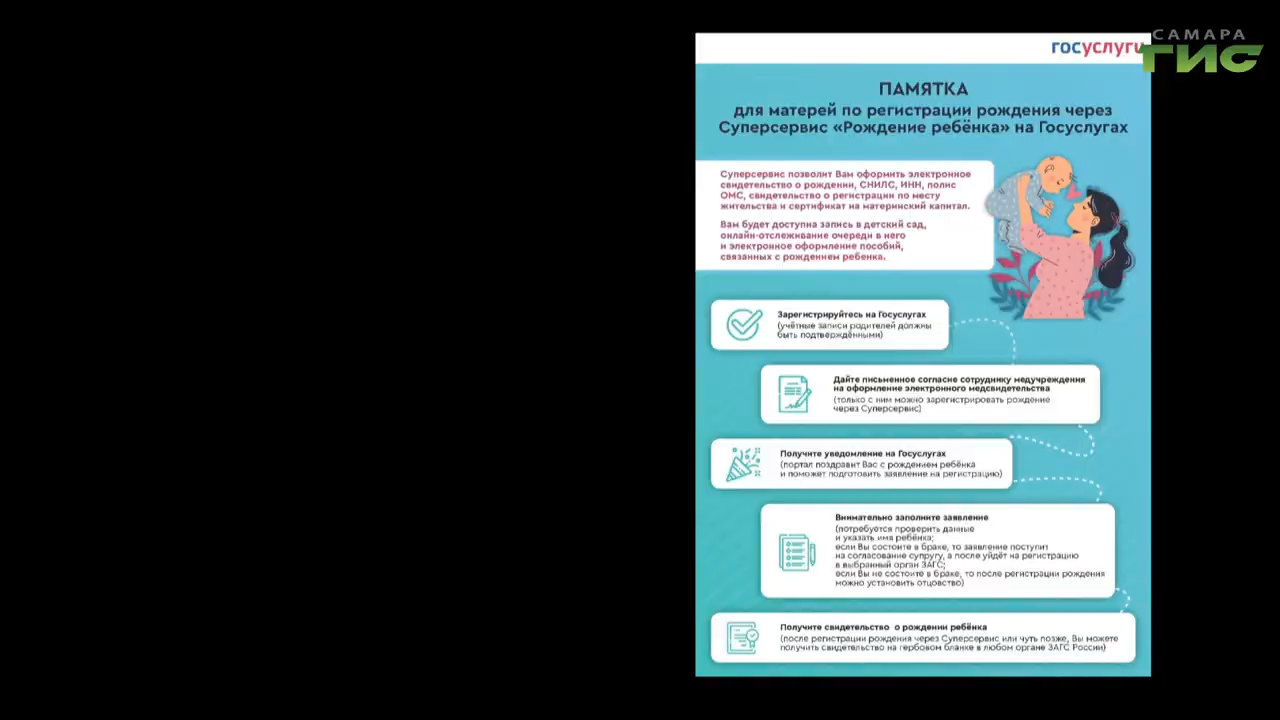 госуслуги
САМАРА
ГИС
ПАМЯТКА
для матерей по регистрации рождения через
Суперсервис «Рождение ребёнка» на Госуслугах
Суперсервис позволит Вам оформить электронное
свидетельство о рождении, СНИЛС, ИНН, полис
ОМС, свидетельство о регистрации по месту
жительства и сертификат на материнский капитал.
Вам будет доступна запись в детский сад,
онлайн-отслеживание очереди в него
и электронное оформление пособий,
связанных с рождением ребенка.
Зарегистрируйтесь на Госуслугах
(учётные записи родителей должны
быть подтверждёнными)
Дайте письменное согласие сотруднику медучреждения
на оформление электронного медсвидетельства
(только с ним можно зарегистрировать рождение
через Суперсервис)
Получите уведомление на Госуслугах
(портал поздравит Вас с рождением ребёнка
и поможет подготовить заявление на регистрацию)
Внимательно заполните заявление
(потребуется проверить данные
и указать имя ребёнка;
если Вы состоите в браке, то заявление поступит
на согласование супругу, а после уйдёт на регистрацию
в выбранный орган ЗАГС;
если Вы не состоите в браке, то после регистрации рождения
можно установить отцовство)
Получите свидетельство о рождении ребёнка
(после регистрации рождения через Суперсервис или чуть позже, Вы можете
получить свидетельство на гербовом бланке в любом органе ЗАГС России)